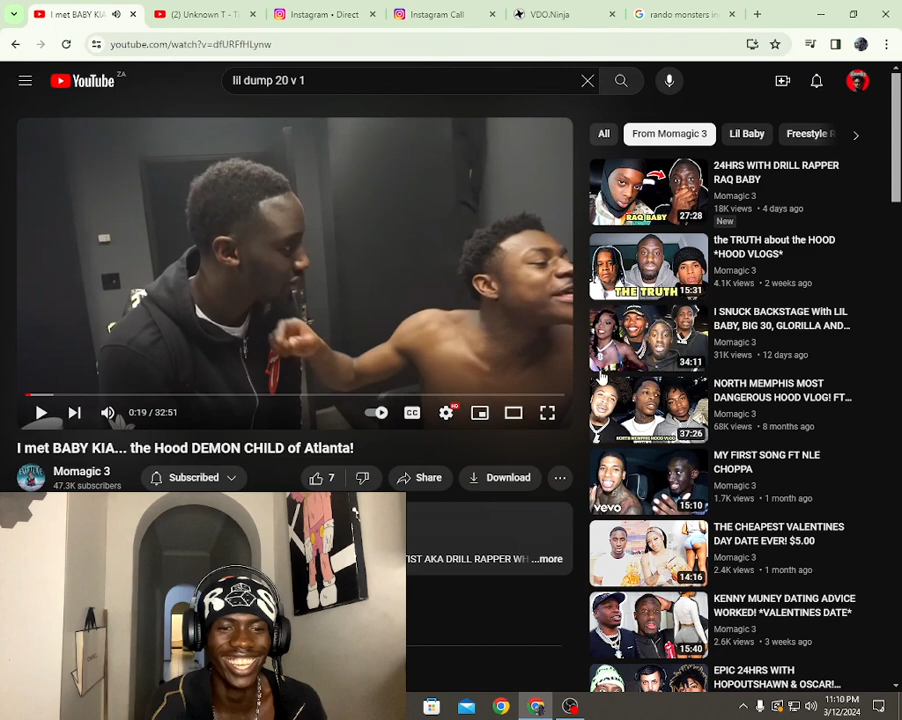 I met BABY KI
(2) Unknown T - T
Instagram • Direct
Instagram Call
VDO.Ninja
rando monsters in
youtube.com/watch?v=dfURFfHLynw
YouTube ZA
lil dump 20 v 1
All
From Momagic 3
Lil Baby
Freestyle R
24HRS WITH DRILL RAPPER
RAQ BABY
Momagic 3
18K views • 4 days ago
New
RAQ BABY
27:28
the TRUTH about the HOOD
*HOOD VLOGS*
Momagic 3
4.1K views • 2 weeks ago
THE TRUTH
15:31
I SNUCK BACKSTAGE With LIL
BABY, BIG 30, GLORILLA AND...
Momagic 3
31K views • 12 days ago
34:11
NORTH MEMPHIS MOST
DANGEROUS HOOD VLOG! FT...
Momagic 3
68K views • 8 months ago
37:26
MY FIRST SONG FT NLE
CHOPPA
Momagic 3
1.7K views • 1 month ago
vevo
15:10
THE CHEAPEST VALENTINES
DAY DATE EVER! $5.00
Momagic 3
2.4K views • 1 month ago
14:16
KENNY MUNEY DATING ADVICE
WORKED! *VALENTINES DATE*
Momagic 3
2.6K views • 3 weeks ago
15:40
EPIC 24HRS WITH
HOPOUTSHAWN & OSCAR!...
0:19 / 32:51
CC
HD
I met BABY KIA... the Hood DEMON CHILD of Atlanta!
Momagic 3
47.3K subscribers
Subscribed
7
Share
Download
TIST AKA DRILL RAPPER WH ...more
11:10 PM
3/12/2024